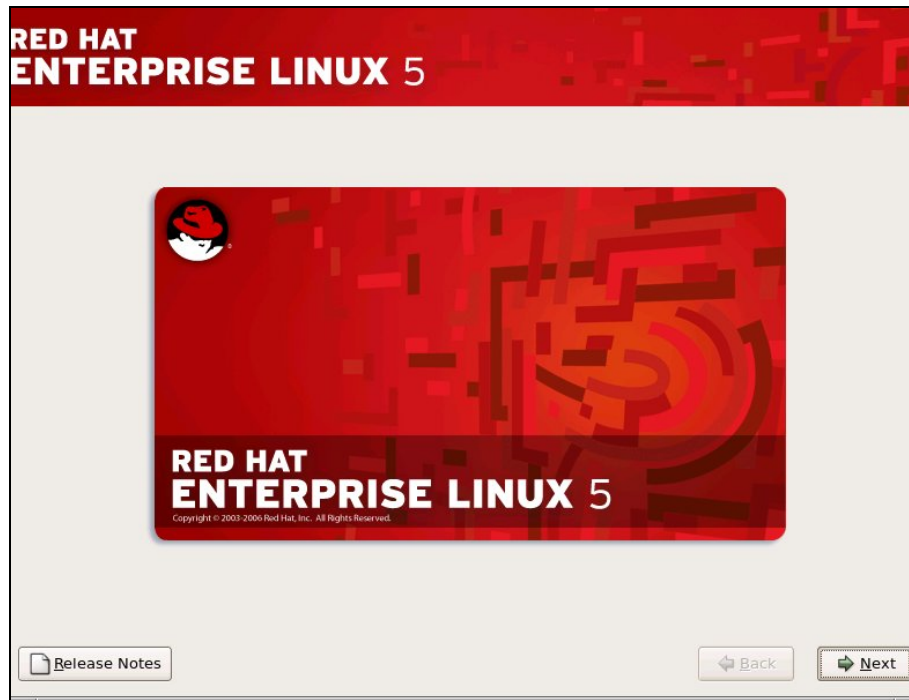 RED HAT
ENTERPRISE LINUX 5
RED HAT
ENTERPRISE LINUX 5
Copyright © 2003-2006 Red Hat, Inc. All Rights Reserved.
Release Notes
Back
Next